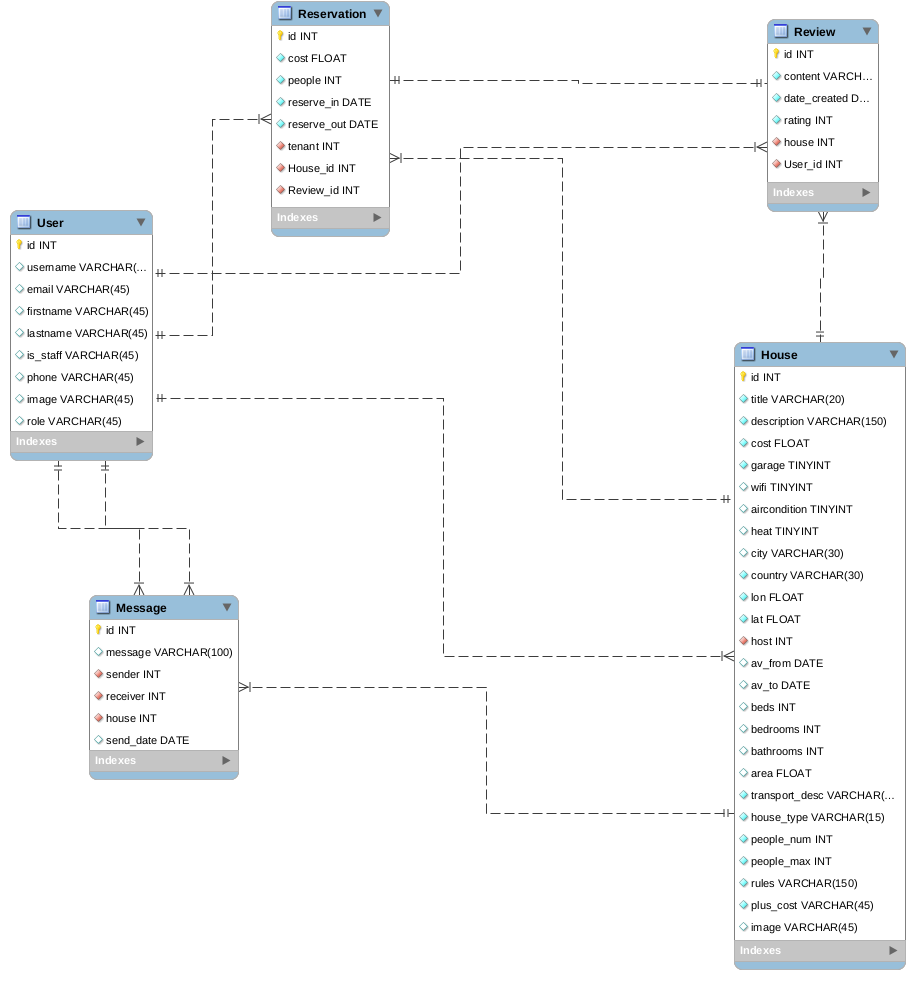 Reservation
id INT
cost FLOAT
people INT
reserve_in DATE
reserve_out DATE
tenant INT
House_id INT
Review_id INT
Indexes
Review
id INT
content VARCH...
date_created D...
rating INT
house INT
User_id INT
Indexes
User
id INT
username VARCHAR(...
email VARCHAR(45)
firstname VARCHAR(45)
lastname VARCHAR(45)
is_staff VARCHAR(45)
phone VARCHAR(45)
image VARCHAR(45)
role VARCHAR(45)
Indexes
House
id INT
title VARCHAR(20)
description VARCHAR(150)
cost FLOAT
garage TINYINT
wifi TINYINT
aircondition TINYINT
heat TINYINT
city VARCHAR(30)
country VARCHAR(30)
lon FLOAT
lat FLOAT
host INT
av_from DATE
av_to DATE
beds INT
bedrooms INT
bathrooms INT
area FLOAT
transport_desc VARCHAR(...
house_type VARCHAR(15)
people_num INT
people_max INT
rules VARCHAR(150)
plus_cost VARCHAR(45)
image VARCHAR(45)
Indexes
Message
id INT
message VARCHAR(100)
sender INT
receiver INT
house INT
send_date DATE
Indexes